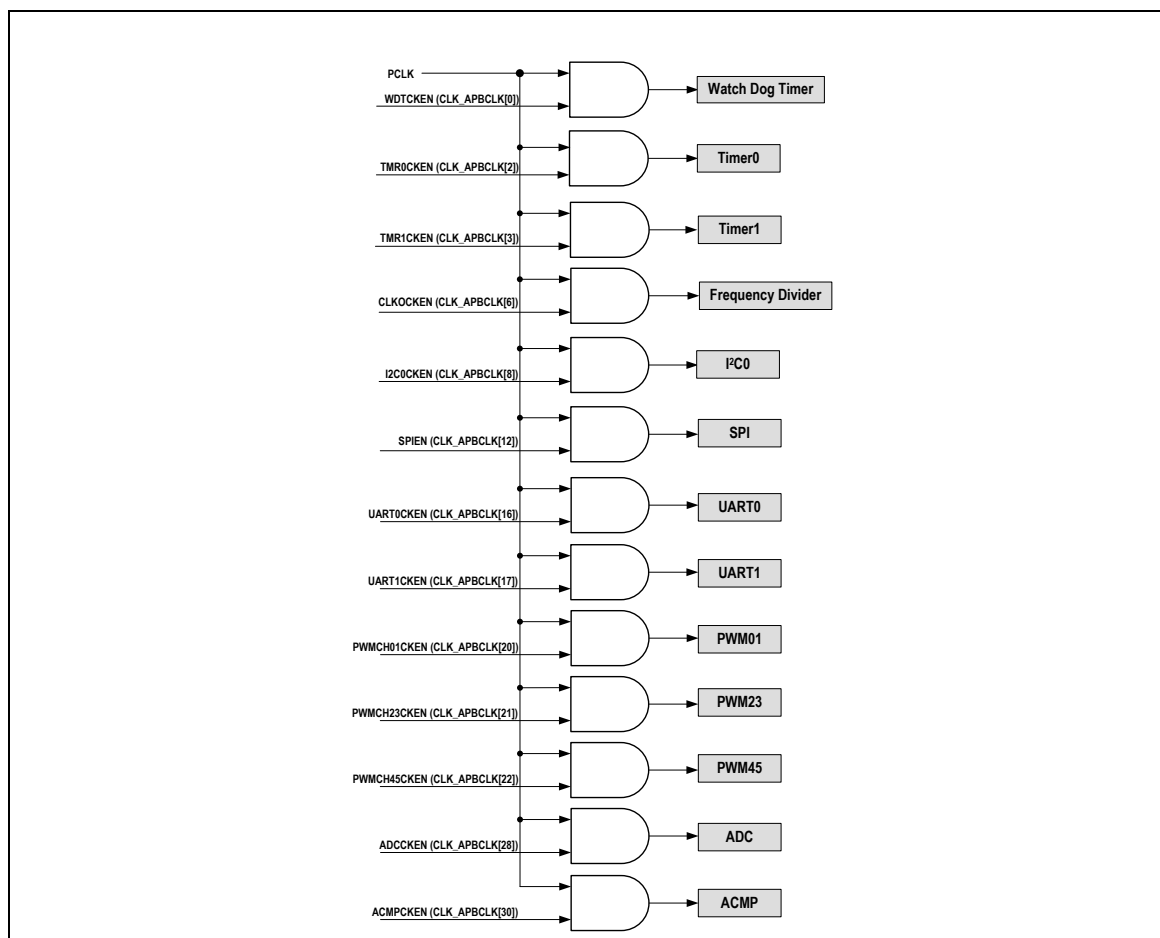 PCLK
WDTCKEN (CLK_APBCLK[0])
Watch Dog Timer
TMR0CKEN (CLK_APBCLK[2])
Timer0
TMR1CKEN (CLK_APBCLK[3])
Timer1
CLKOCKEN (CLK_APBCLK[6])
Frequency Divider
I2C0CKEN (CLK_APBCLK[8])
I²C0
SPIEN (CLK_APBCLK[12])
SPI
UART0CKEN (CLK_APBCLK[16])
UART0
UART1CKEN (CLK_APBCLK[17])
UART1
PWMCH01CKEN (CLK_APBCLK[20])
PWM01
PWMCH23CKEN (CLK_APBCLK[21])
PWM23
PWMCH45CKEN (CLK_APBCLK[22])
PWM45
ADCCKEN (CLK_APBCLK[28])
ADC
ACMPCKEN (CLK_APBCLK[30])
ACMP